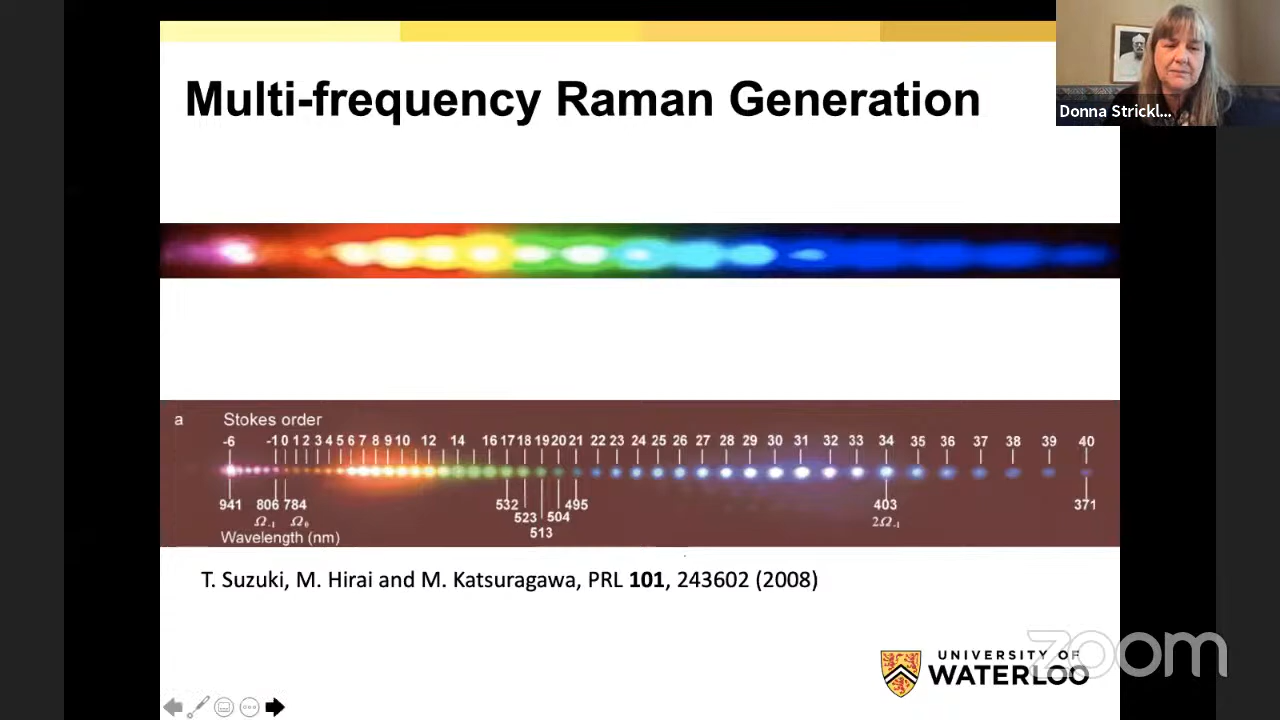 Multi-frequency Raman Generation
Donna Strickl...
a Stokes order
-6 -1 0 1 2 3 4 5 6 7 8 9 10 12 14 16 17 18 19 20 21 22 23 24 25 26 27 28 29 30 31 32 33 34 35 36 37 38 39 40
941 806 784 532 523 513 504 495 403 371
Ω-1 Ω0 2Ω-1
Wavelength (nm)
T. Suzuki, M. Hirai and M. Katsuragawa, PRL 101, 243602 (2008)
UNIVERSITY OF
WATERLOO
zoom